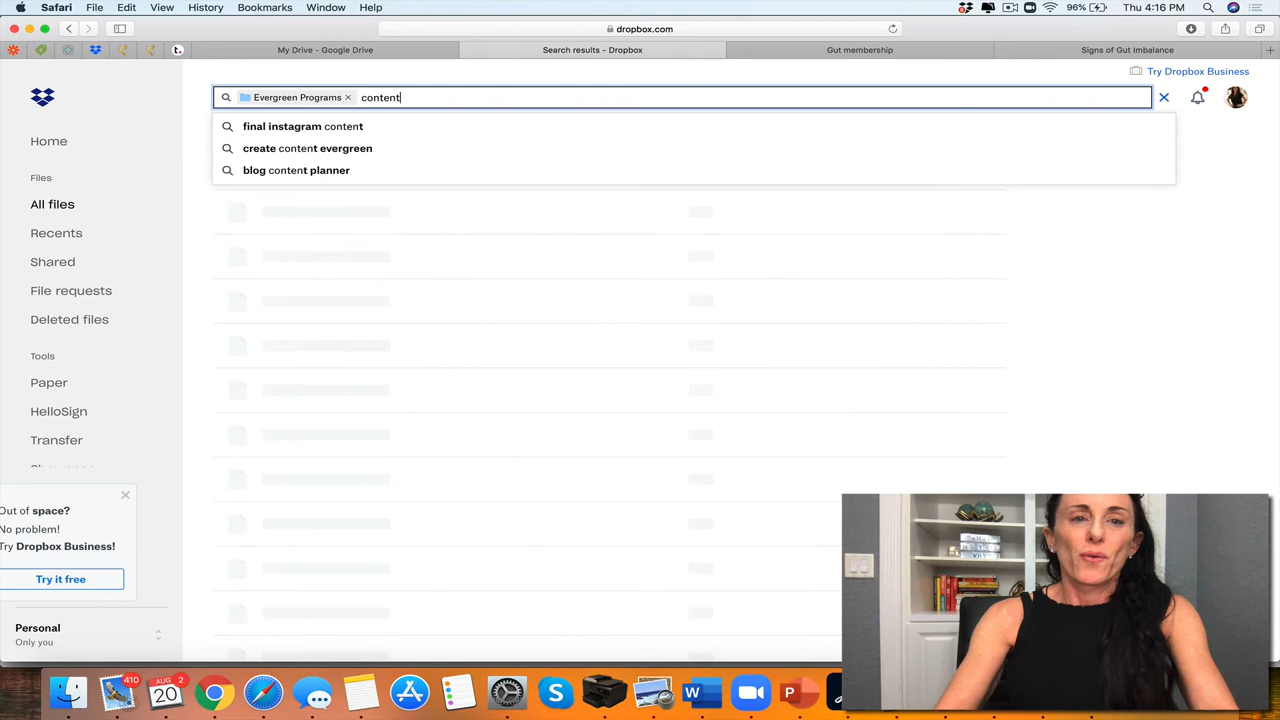 Safari File Edit View History Bookmarks Window Help 96% Thu 4:16 PM
dropbox.com
My Drive – Google Drive Search results – Dropbox Gut membership Signs of Gut Imbalance
Try Dropbox Business
Evergreen Programs × content
final instagram content
create content evergreen
blog content planner
Home
Files
All files
Recents
Shared
File requests
Deleted files
Tools
Paper
HelloSign
Transfer
Out of space?
No problem!
Try Dropbox Business!
Try it free
Personal
Only you
410
AUG 2
20
W
P